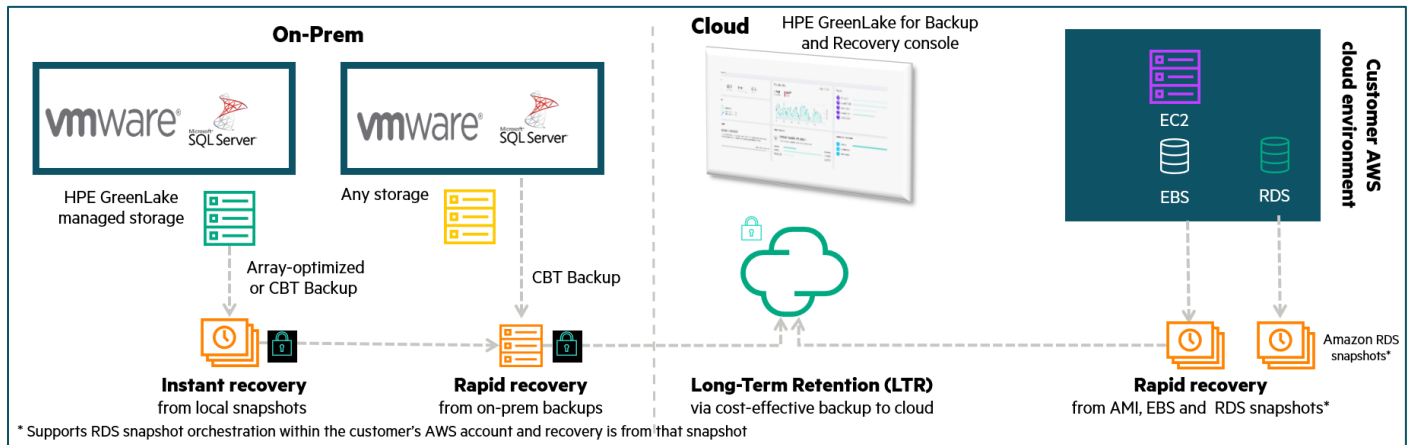 On-Prem
vmware®
Microsoft®
SQL Server
vmware®
Microsoft®
SQL Server
HPE GreenLake
managed storage
Any storage
Array-optimized
or CBT Backup
CBT Backup
Instant recovery
from local snapshots
Rapid recovery
from on-prem backups
Cloud
HPE GreenLake for Backup
and Recovery console
Long-Term Retention (LTR)
via cost-effective backup to cloud
EC2
EBS
RDS
Customer AWS
cloud environment
Amazon RDS
snapshots*
Rapid recovery
from AMI, EBS and RDS snapshots*
* Supports RDS snapshot orchestration within the customer's AWS account and recovery is from that snapshot